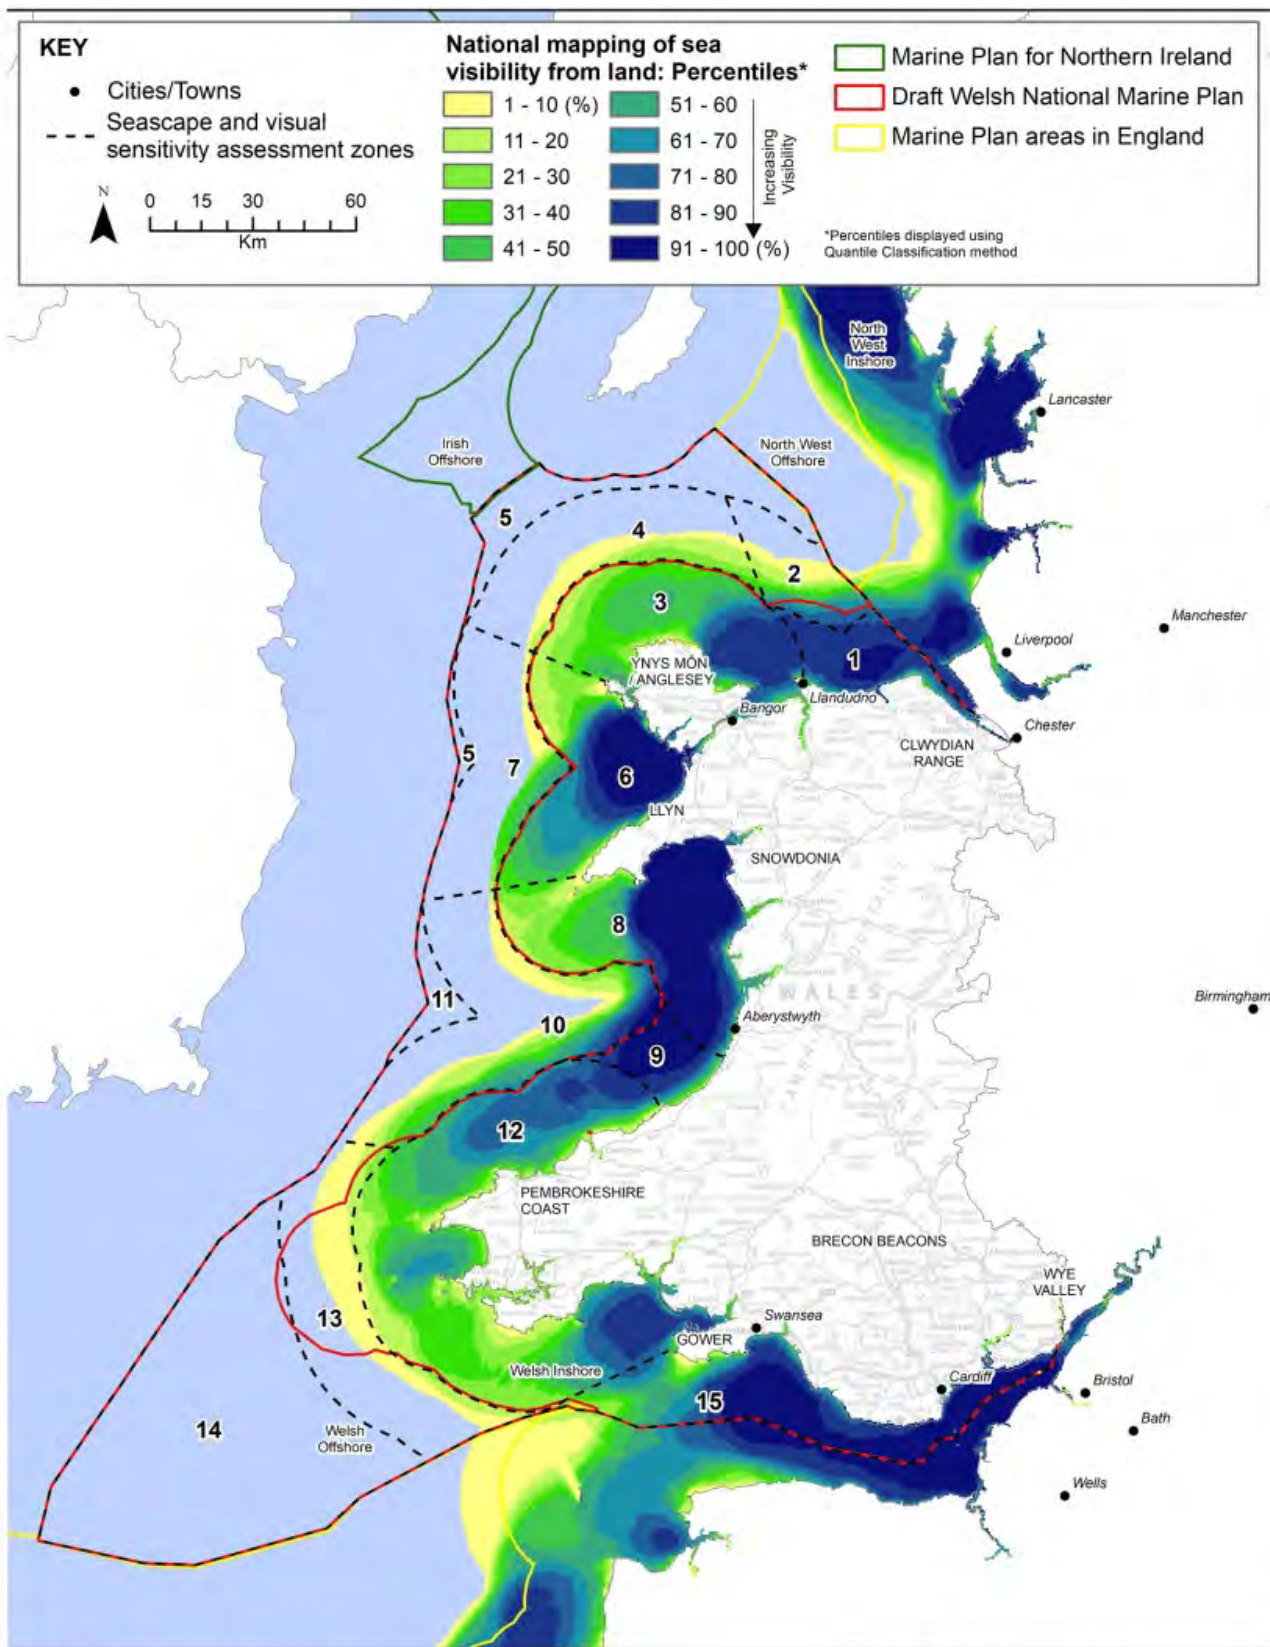 KEY
Cities/Towns
Seascape and visual
sensitivity assessment zones
N
0 15 30 60
Km
National mapping of sea
visibility from land: Percentiles*
1 - 10 (%)
11 - 20
21 - 30
31 - 40
41 - 50
51 - 60
61 - 70
71 - 80
81 - 90
91 - 100 (%)
Increasing
Visibility
Marine Plan for Northern Ireland
Draft Welsh National Marine Plan
Marine Plan areas in England
*Percentiles displayed using
Quantile Classification method
North
West
Inshore
Lancaster
Irish
Offshore
North West
Offshore
5
4
2
3
Manchester
Liverpool
1
YNYS MÔN
/ ANGLESEY
Llandudno
Bangor
Chester
CLWYDIAN
RANGE
5
7
6
LLYN
SNOWDONIA
8
WALES
11
10
Aberystwyth
Birmingham
9
12
PEMBROKESHIRE
COAST
BRECON BEACONS
WYE
VALLEY
13
Swansea
GOWER
Welsh Inshore
Cardiff
Bristol
15
14
Welsh
Offshore
Bath
Wells